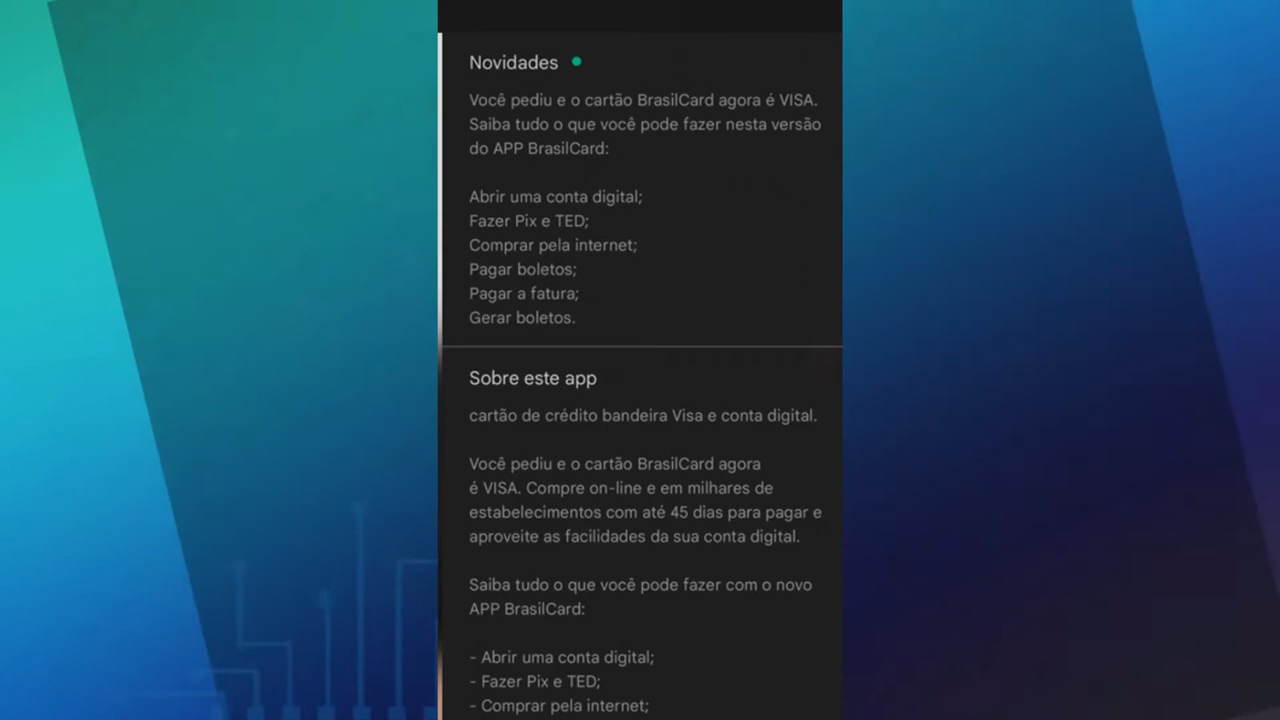 Novidades
Você pediu e o cartão BrasilCard agora é VISA.
Saiba tudo o que você pode fazer nesta versão
do APP BrasilCard:
Abrir uma conta digital;
Fazer Pix e TED;
Comprar pela internet;
Pagar boletos;
Pagar a fatura;
Gerar boletos.
Sobre este app
cartão de crédito bandeira Visa e conta digital.
Você pediu e o cartão BrasilCard agora
é VISA. Compre on-line e em milhares de
estabelecimentos com até 45 dias para pagar e
aproveite as facilidades da sua conta digital.
Saiba tudo o que você pode fazer com o novo
APP BrasilCard:
- Abrir uma conta digital;
- Fazer Pix e TED;
- Comprar pela internet;